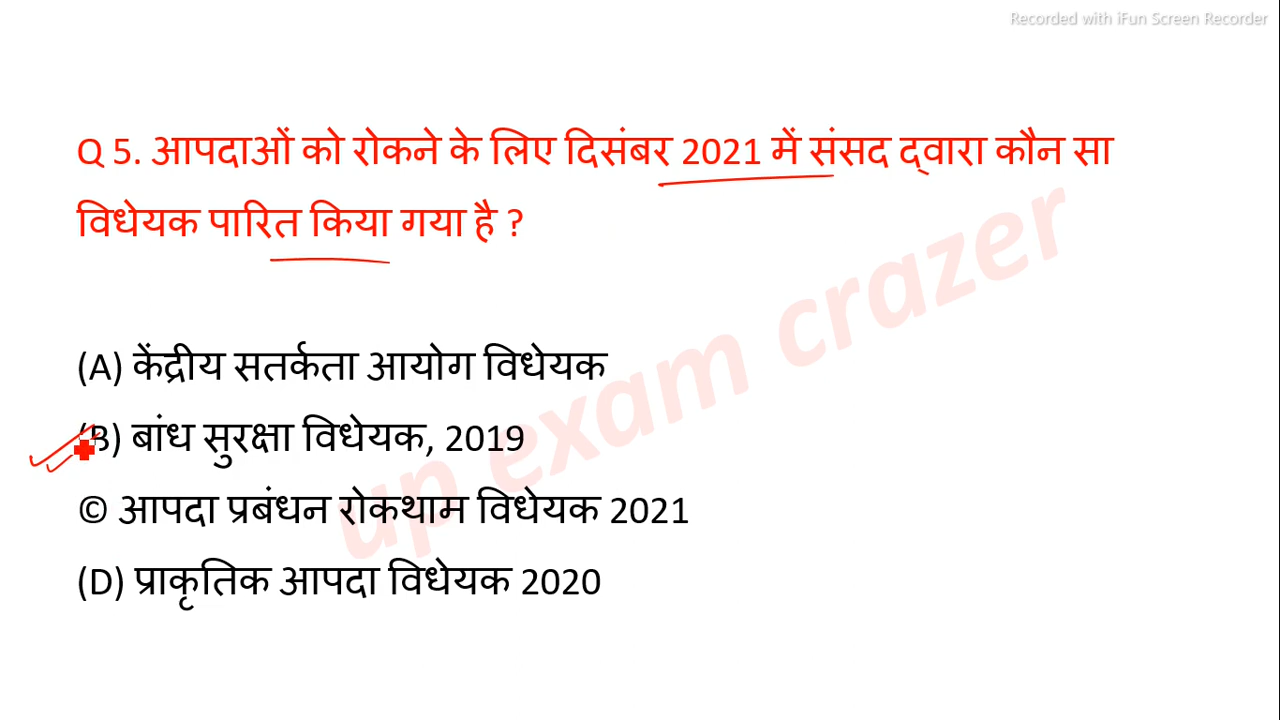 Recorded with iFun Screen Recorder
Q 5. आपदाओं को रोकने के लिए दिसंबर 2021 में संसद द्वारा कौन सा
विधेयक पारित किया गया है ?
(A) केंद्रीय सतर्कता आयोग विधेयक
(B) बांध सुरक्षा विधेयक, 2019
© आपदा प्रबंधन रोकथाम विधेयक 2021
(D) प्राकृतिक आपदा विधेयक 2020
up exam crazer